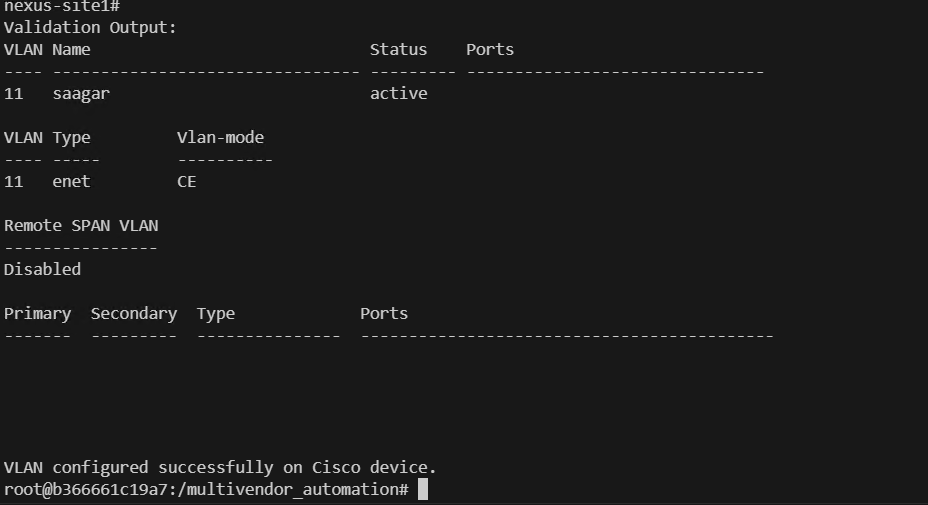 nexus-site1#
Validation Output:
VLAN Name                             Status    Ports
---- -------------------------------- --------- -------------------------------
11   saagar                           active

VLAN Type         Vlan-mode
---- -----        ----------
11   enet         CE

Remote SPAN VLAN
----------------
Disabled

Primary  Secondary  Type             Ports
-------  ---------  ---------------  -------------------------------------------

VLAN configured successfully on Cisco device.
root@b366661c19a7:/multivendor_automation#